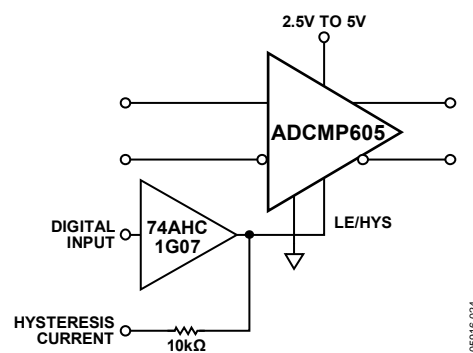 2.5V TO 5V
ADCMP605
DIGITAL
INPUT
74AHC
1G07
LE/HYS
HYSTERESIS
CURRENT
10kΩ